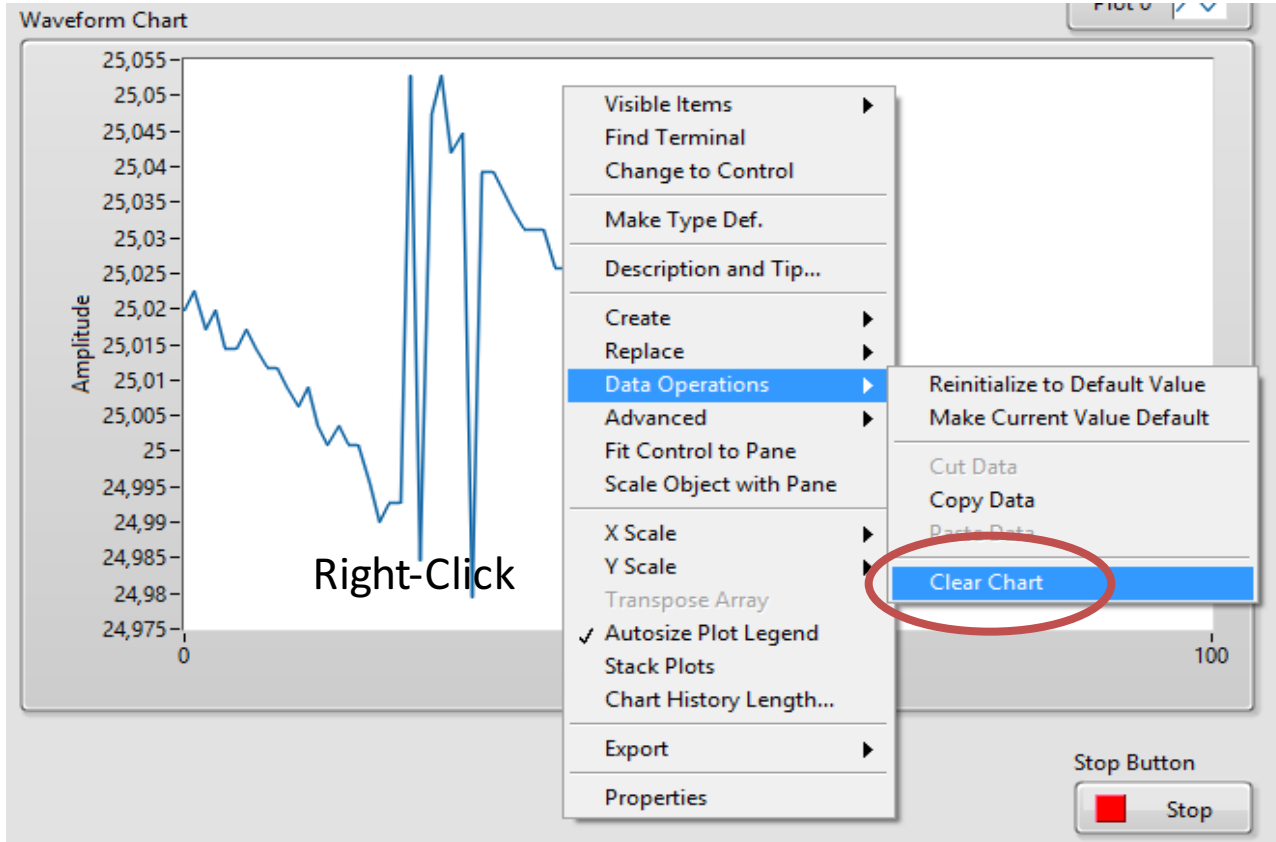 Plot 0
Waveform Chart
25,055
25,05
25,045
25,04
25,035
25,03
25,025
25,02
25,015
25,01
25,005
25
24,995
24,99
24,985
24,98
24,975
Amplitude
0
100
Right-Click
Visible Items
Find Terminal
Change to Control
Make Type Def.
Description and Tip...
Create
Replace
Data Operations
Advanced
Fit Control to Pane
Scale Object with Pane
X Scale
Y Scale
Transpose Array
Autosize Plot Legend
Stack Plots
Chart History Length...
Export
Properties
Reinitialize to Default Value
Make Current Value Default
Cut Data
Copy Data
Paste Data
Clear Chart
Stop Button
Stop